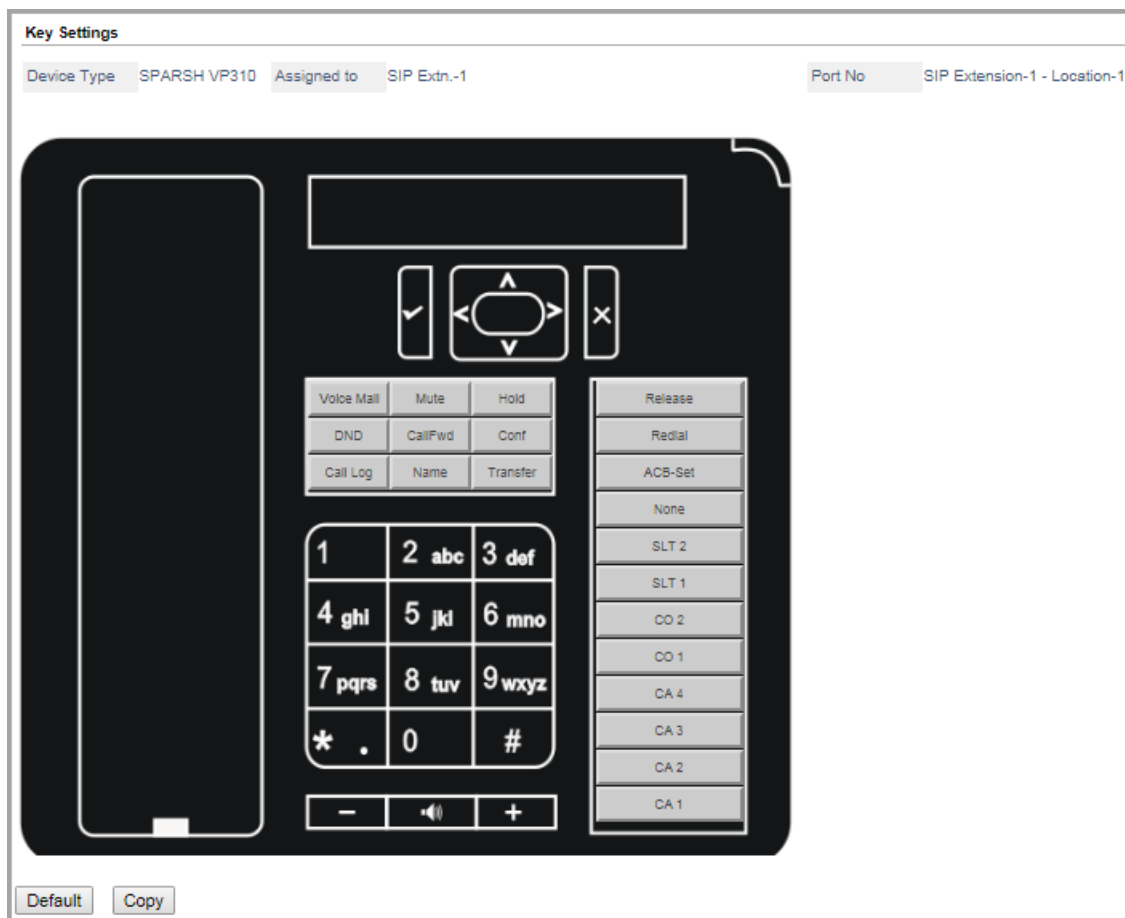 Key Settings
Device Type SPARSH VP310 Assigned to SIP Extn.-1 Port No SIP Extension-1 - Location-1
Voice Mail Mute Hold
DND CallFwd Conf
Call Log Name Transfer
1 2 abc 3 def
4 ghi 5 jkl 6 mno
7 pqrs 8 tuv 9 wxyz
* . 0 #
− +
Release
Redial
ACB-Set
None
SLT 2
SLT 1
CO 2
CO 1
CA 4
CA 3
CA 2
CA 1
Default Copy